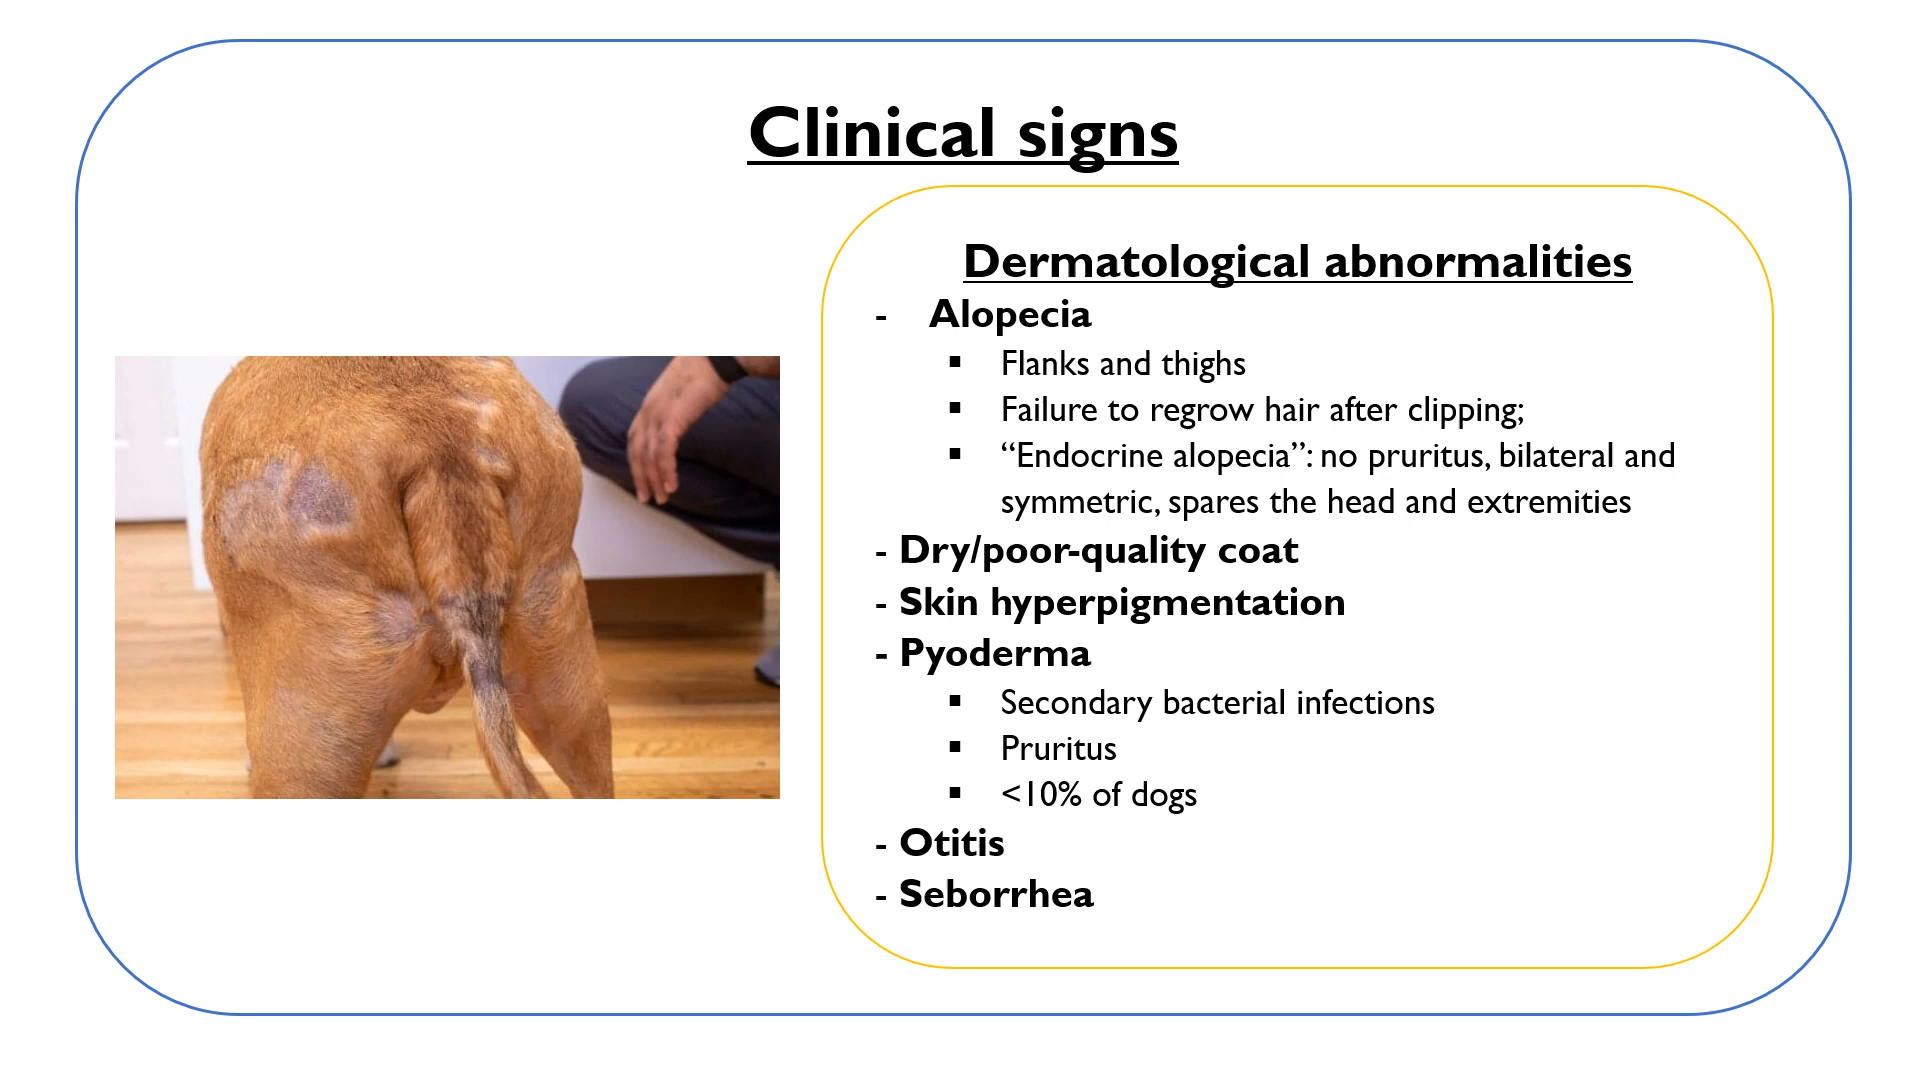 Clinical signs
Dermatological abnormalities
- Alopecia
▪ Flanks and thighs
▪ Failure to regrow hair after clipping;
▪ “Endocrine alopecia”: no pruritus, bilateral and
symmetric, spares the head and extremities
- Dry/poor-quality coat
- Skin hyperpigmentation
- Pyoderma
▪ Secondary bacterial infections
▪ Pruritus
▪ <10% of dogs
- Otitis
- Seborrhea